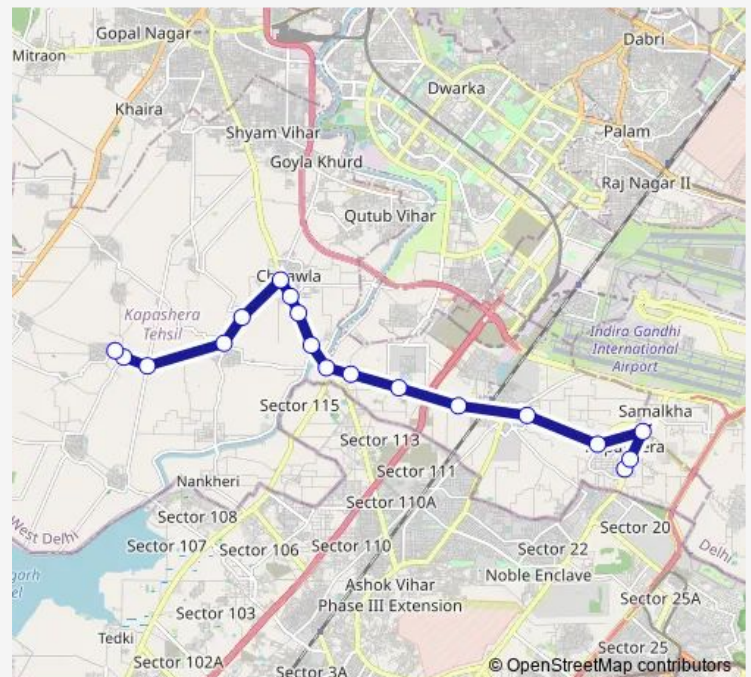 Gopal Nagar
Dabri
Mitraon
Dwarka
Khaira
Shyam Vihar
Palam
Goyla Khurd
Raj Nagar II
Qutub Vihar
Kapashera
Tehsil
Indira Gandhi
International
Airport
Sector 115
Samalkha
Sector 113
Sector 111
Nankheri
Sector 110A
Sector 108
Sector 20
West Delhi
Delhi
Sector 107
Sector 106
Sector 110
Sector 22
Noble Enclave
Ashok Vihar
Phase III Extension
Sector 25A
Sector 103
Tedki
Sector 25
Sector 102A
Sector 3A
© OpenStreetMap contributors